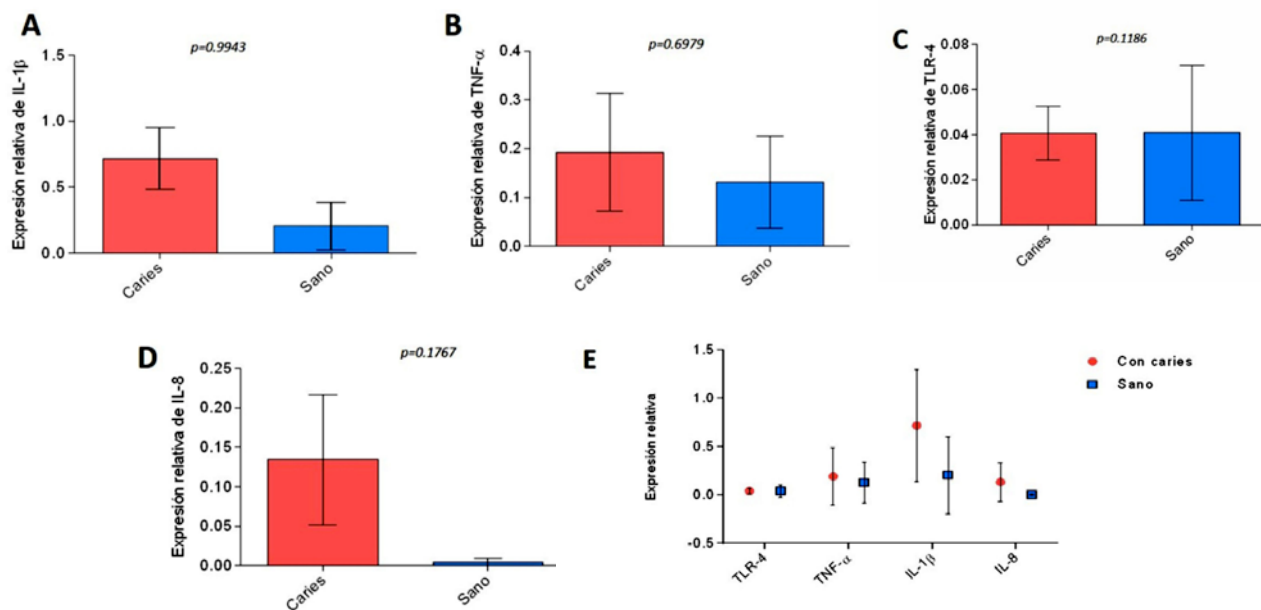 A
p=0.9943
Expresión relativa de IL-1β
1.5
1.0
0.5
0.0
Caries
Sano
B
p=0.6979
Expresión relativa de TNF-α
0.4
0.3
0.2
0.1
0.0
Caries
Sano
C
p=0.1186
Expresión relativa de TLR-4
0.08
0.06
0.04
0.02
0.00
Caries
Sano
D
p=0.1767
Expresión relativa de IL-8
0.25
0.20
0.15
0.10
0.05
0.00
Caries
Sano
E
Expresión relativa
1.5
1.0
0.5
0.0
-0.5
TLR-4
TNF-α
IL-1β
IL-8
Con caries
Sano